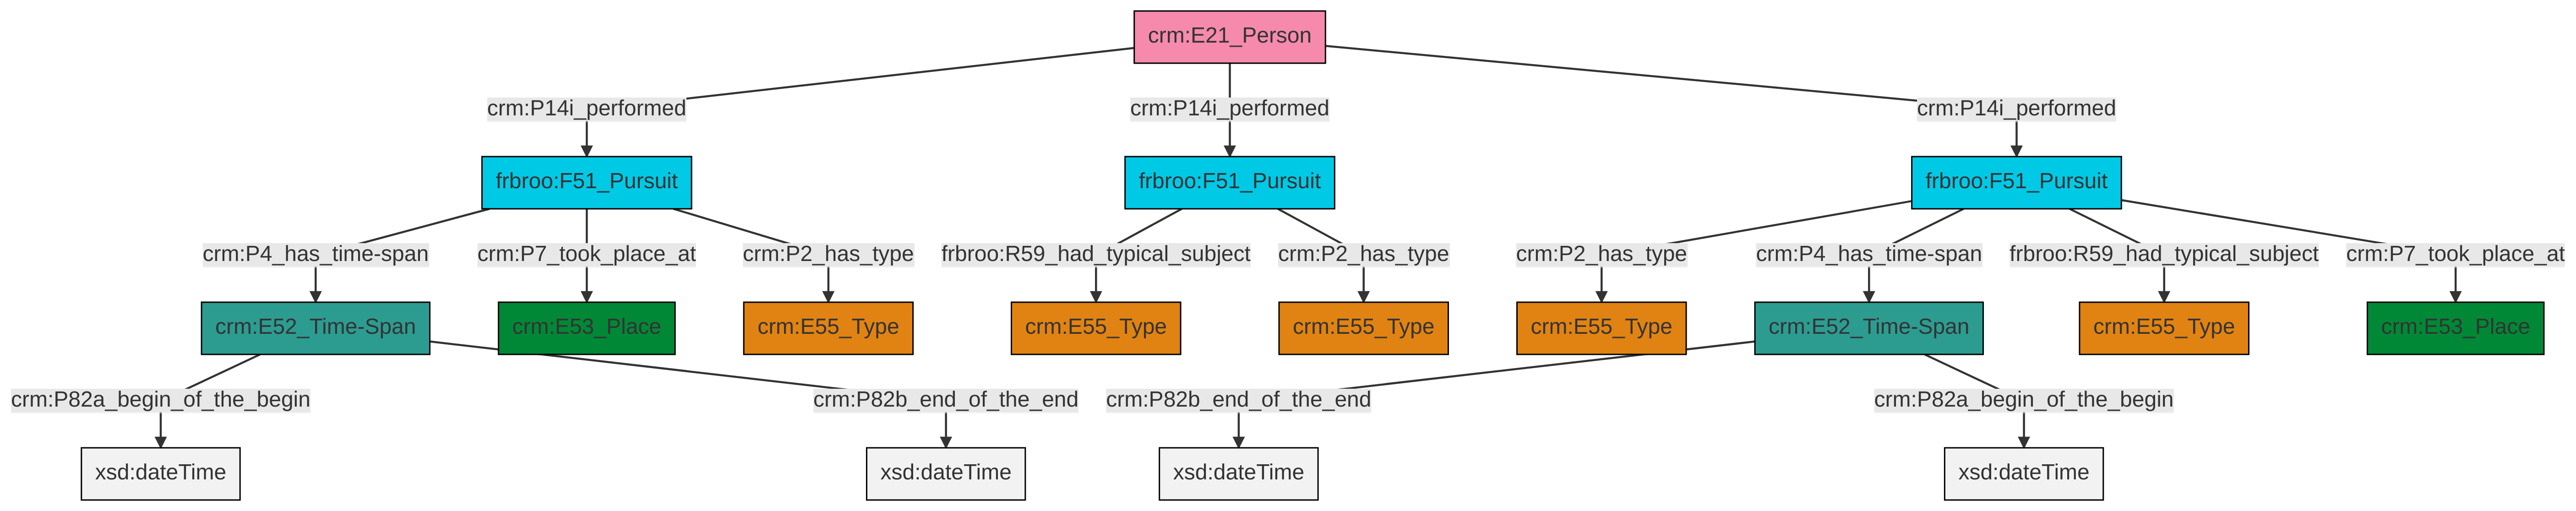 crm:E21_Person
crm:P14i_performed
crm:P14i_performed
crm:P14i_performed
frbroo:F51_Pursuit
frbroo:F51_Pursuit
frbroo:F51_Pursuit
crm:P4_has_time-span
crm:P7_took_place_at
crm:P2_has_type
frbroo:R59_had_typical_subject
crm:P2_has_type
crm:P2_has_type
crm:P4_has_time-span
frbroo:R59_had_typical_subject
crm:P7_took_place_at
crm:E52_Time-Span
crm:E53_Place
crm:E55_Type
crm:E55_Type
crm:E55_Type
crm:E55_Type
crm:E52_Time-Span
crm:E55_Type
crm:E53_Place
crm:P82a_begin_of_the_begin
crm:P82b_end_of_the_end
crm:P82b_end_of_the_end
crm:P82a_begin_of_the_begin
xsd:dateTime
xsd:dateTime
xsd:dateTime
xsd:dateTime